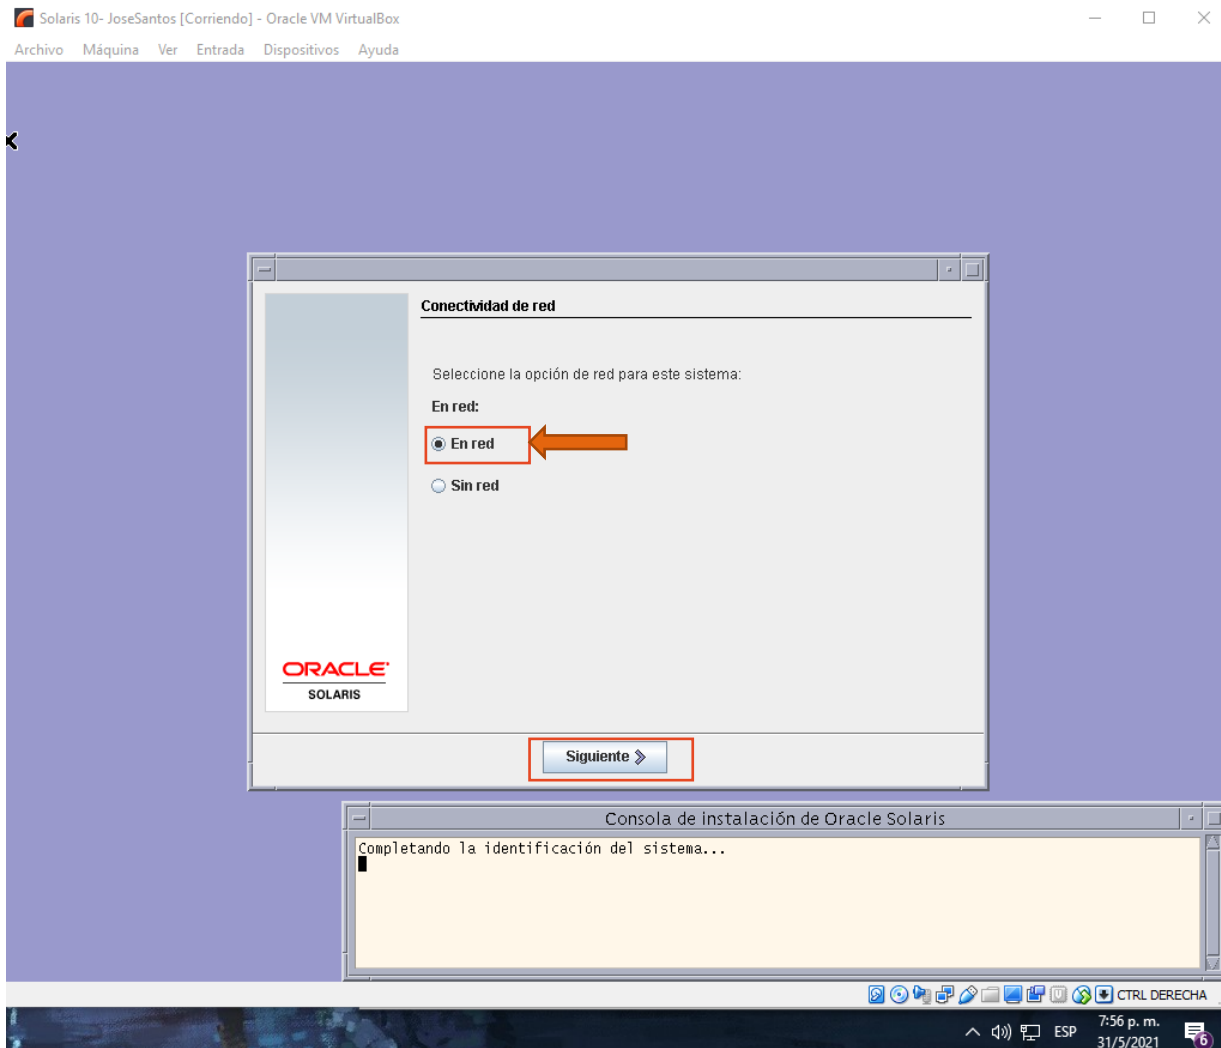 Solaris 10- JoseSantos [Corriendo] - Oracle VM VirtualBox
Archivo Máquina Ver Entrada Dispositivos Ayuda
Conectividad de red
Seleccione la opción de red para este sistema:
En red:
En red
Sin red
ORACLE
SOLARIS
Siguiente
Consola de instalación de Oracle Solaris
Completando la identificación del sistema...
CTRL DERECHA
ESP
7:56 p. m.
31/5/2021
6